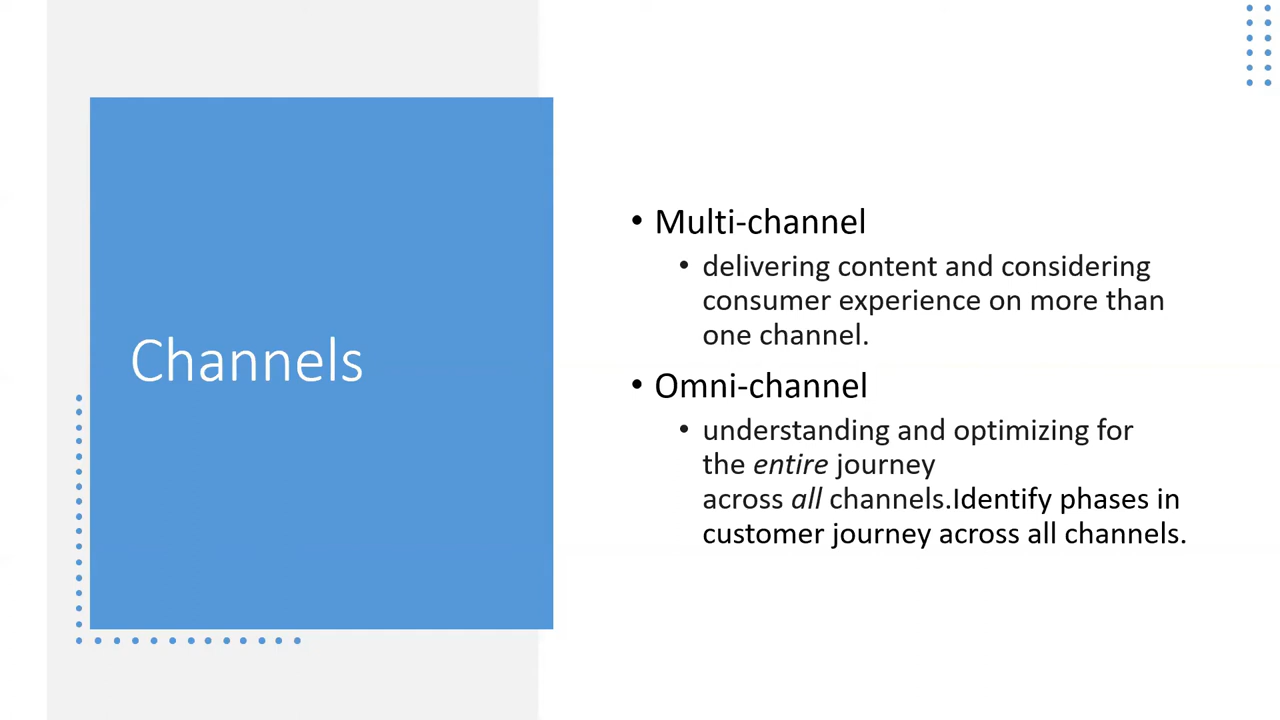 Channels
• Multi-channel
• delivering content and considering
consumer experience on more than
one channel.
• Omni-channel
• understanding and optimizing for
the entire journey
across all channels.Identify phases in
customer journey across all channels.